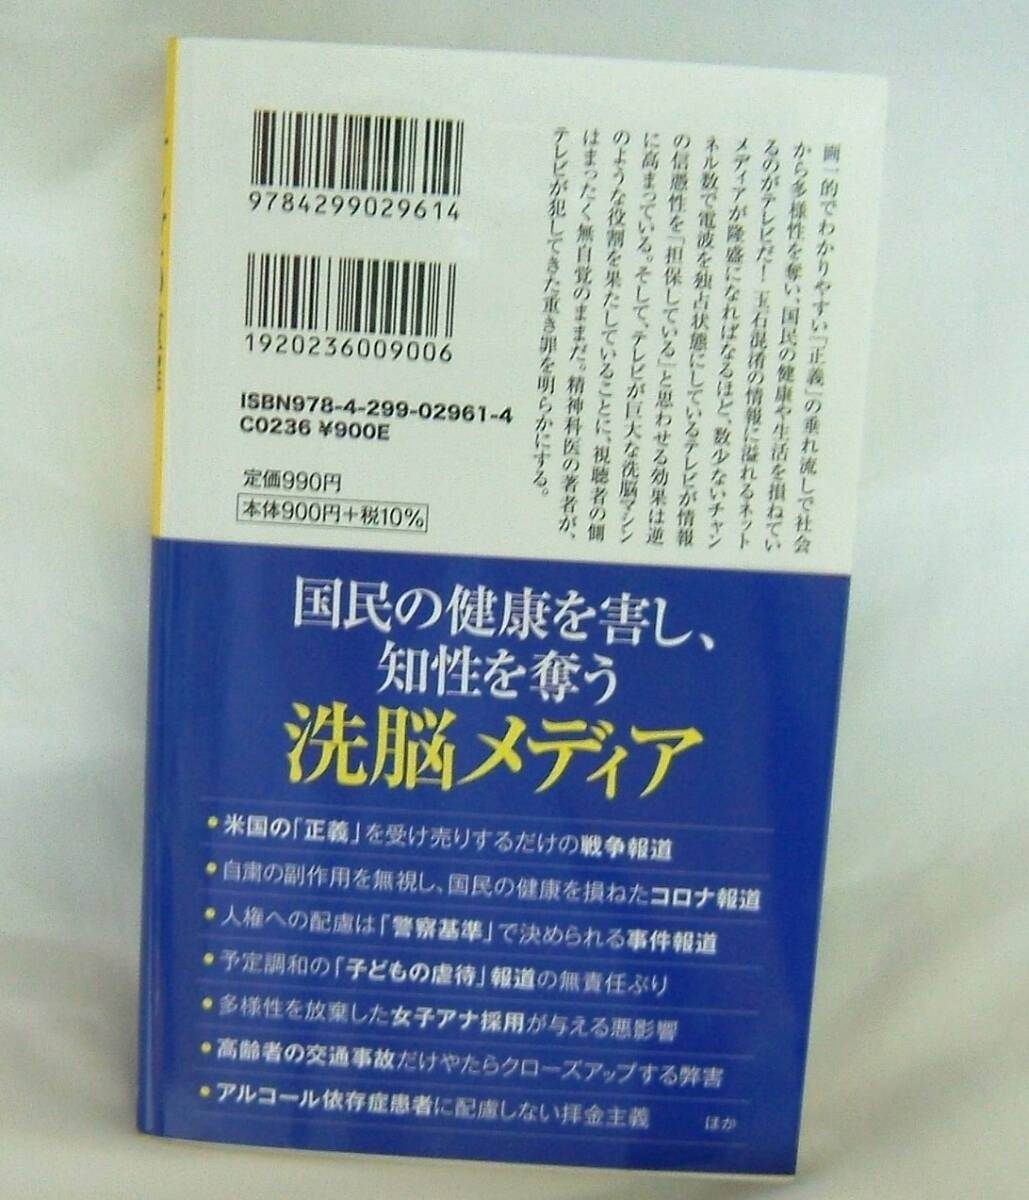 9784299029614
1920236009006
ISBN978-4-299-02961-4
C0236 ¥900E
定価990円
本体900円+税10%
画一的でわかりやすい「正義」の垂れ流しで社会
から多様性を奪い、国民の健康や生活を損ねてい
るのがテレビだ! 玉石混淆の情報に溢れるネット
メディアが隆盛になればなるほど、数少ないチャン
ネル数で電波を独占状態にしているテレビが情報
の信憑性を「担保している」と思わせる効果は逆
に高まっている。そして、テレビが巨大な洗脳マシン
のような役割を果たしていることに、視聴者の側
はまったく無自覚のままだ。精神科医の著者が、
テレビが犯してきた重き罪を明らかにする。
国民の健康を害し、
知性を奪う
洗脳メディア
●米国の「正義」を受け売りするだけの戦争報道
●自粛の副作用を無視し、国民の健康を損ねたコロナ報道
●人権への配慮は「警察基準」で決められる事件報道
●予定調和の「子どもの虐待」報道の無責任ぶり
●多様性を放棄した女子アナ採用が与える悪影響
●高齢者の交通事故だけやたらクローズアップする弊害
●アルコール依存症患者に配慮しない拝金主義
ほか